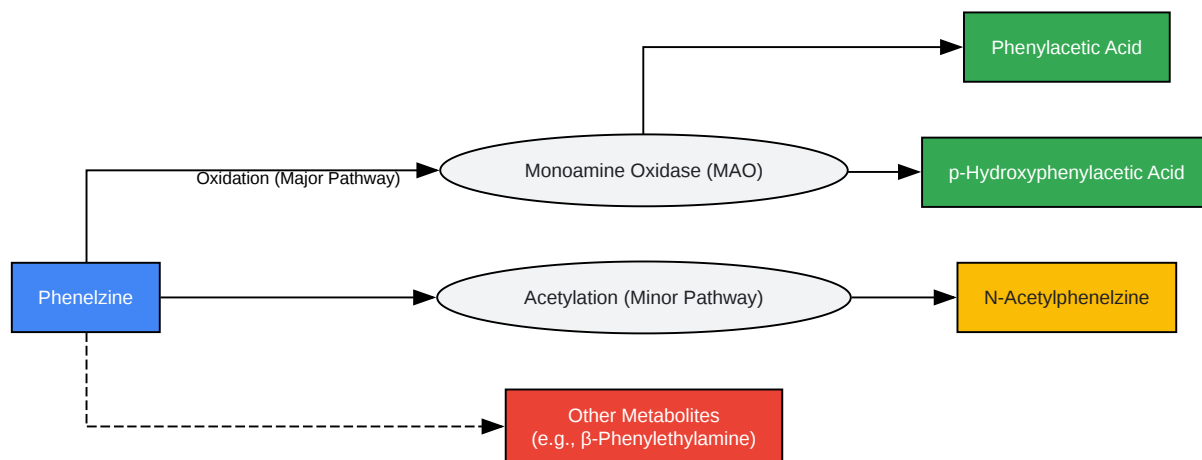 Phenylacetic Acid
Monoamine Oxidase (MAO)
p-Hydroxyphenylacetic Acid
Oxidation (Major Pathway)
Phenelzine
Acetylation (Minor Pathway)
N-Acetylphenelzine
Other Metabolites
(e.g., β-Phenylethylamine)